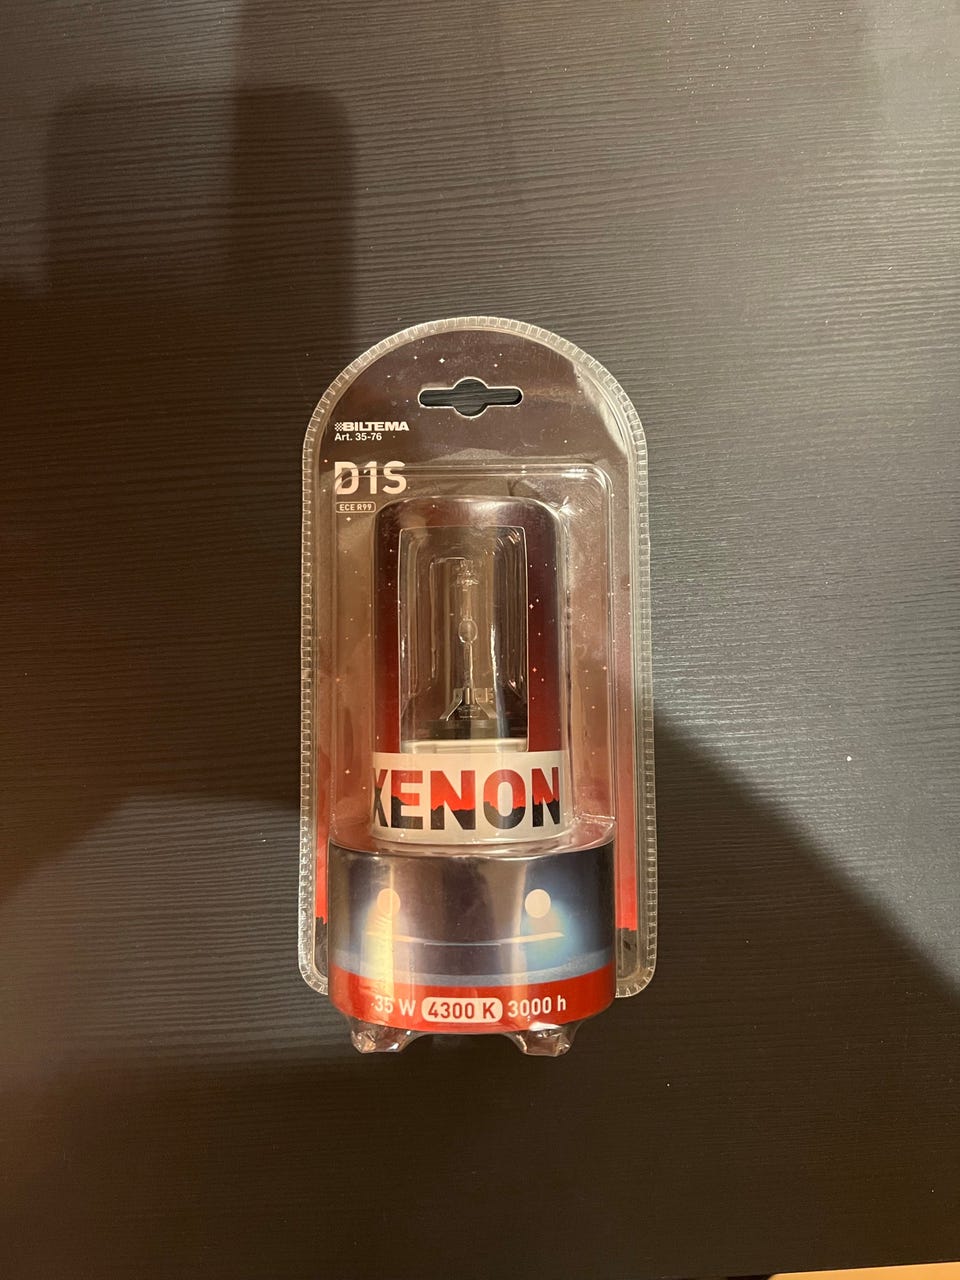 BILTEMA
Art. 35-76
D1S
ECE R99
XENON
35 W 4300 K 3000 h